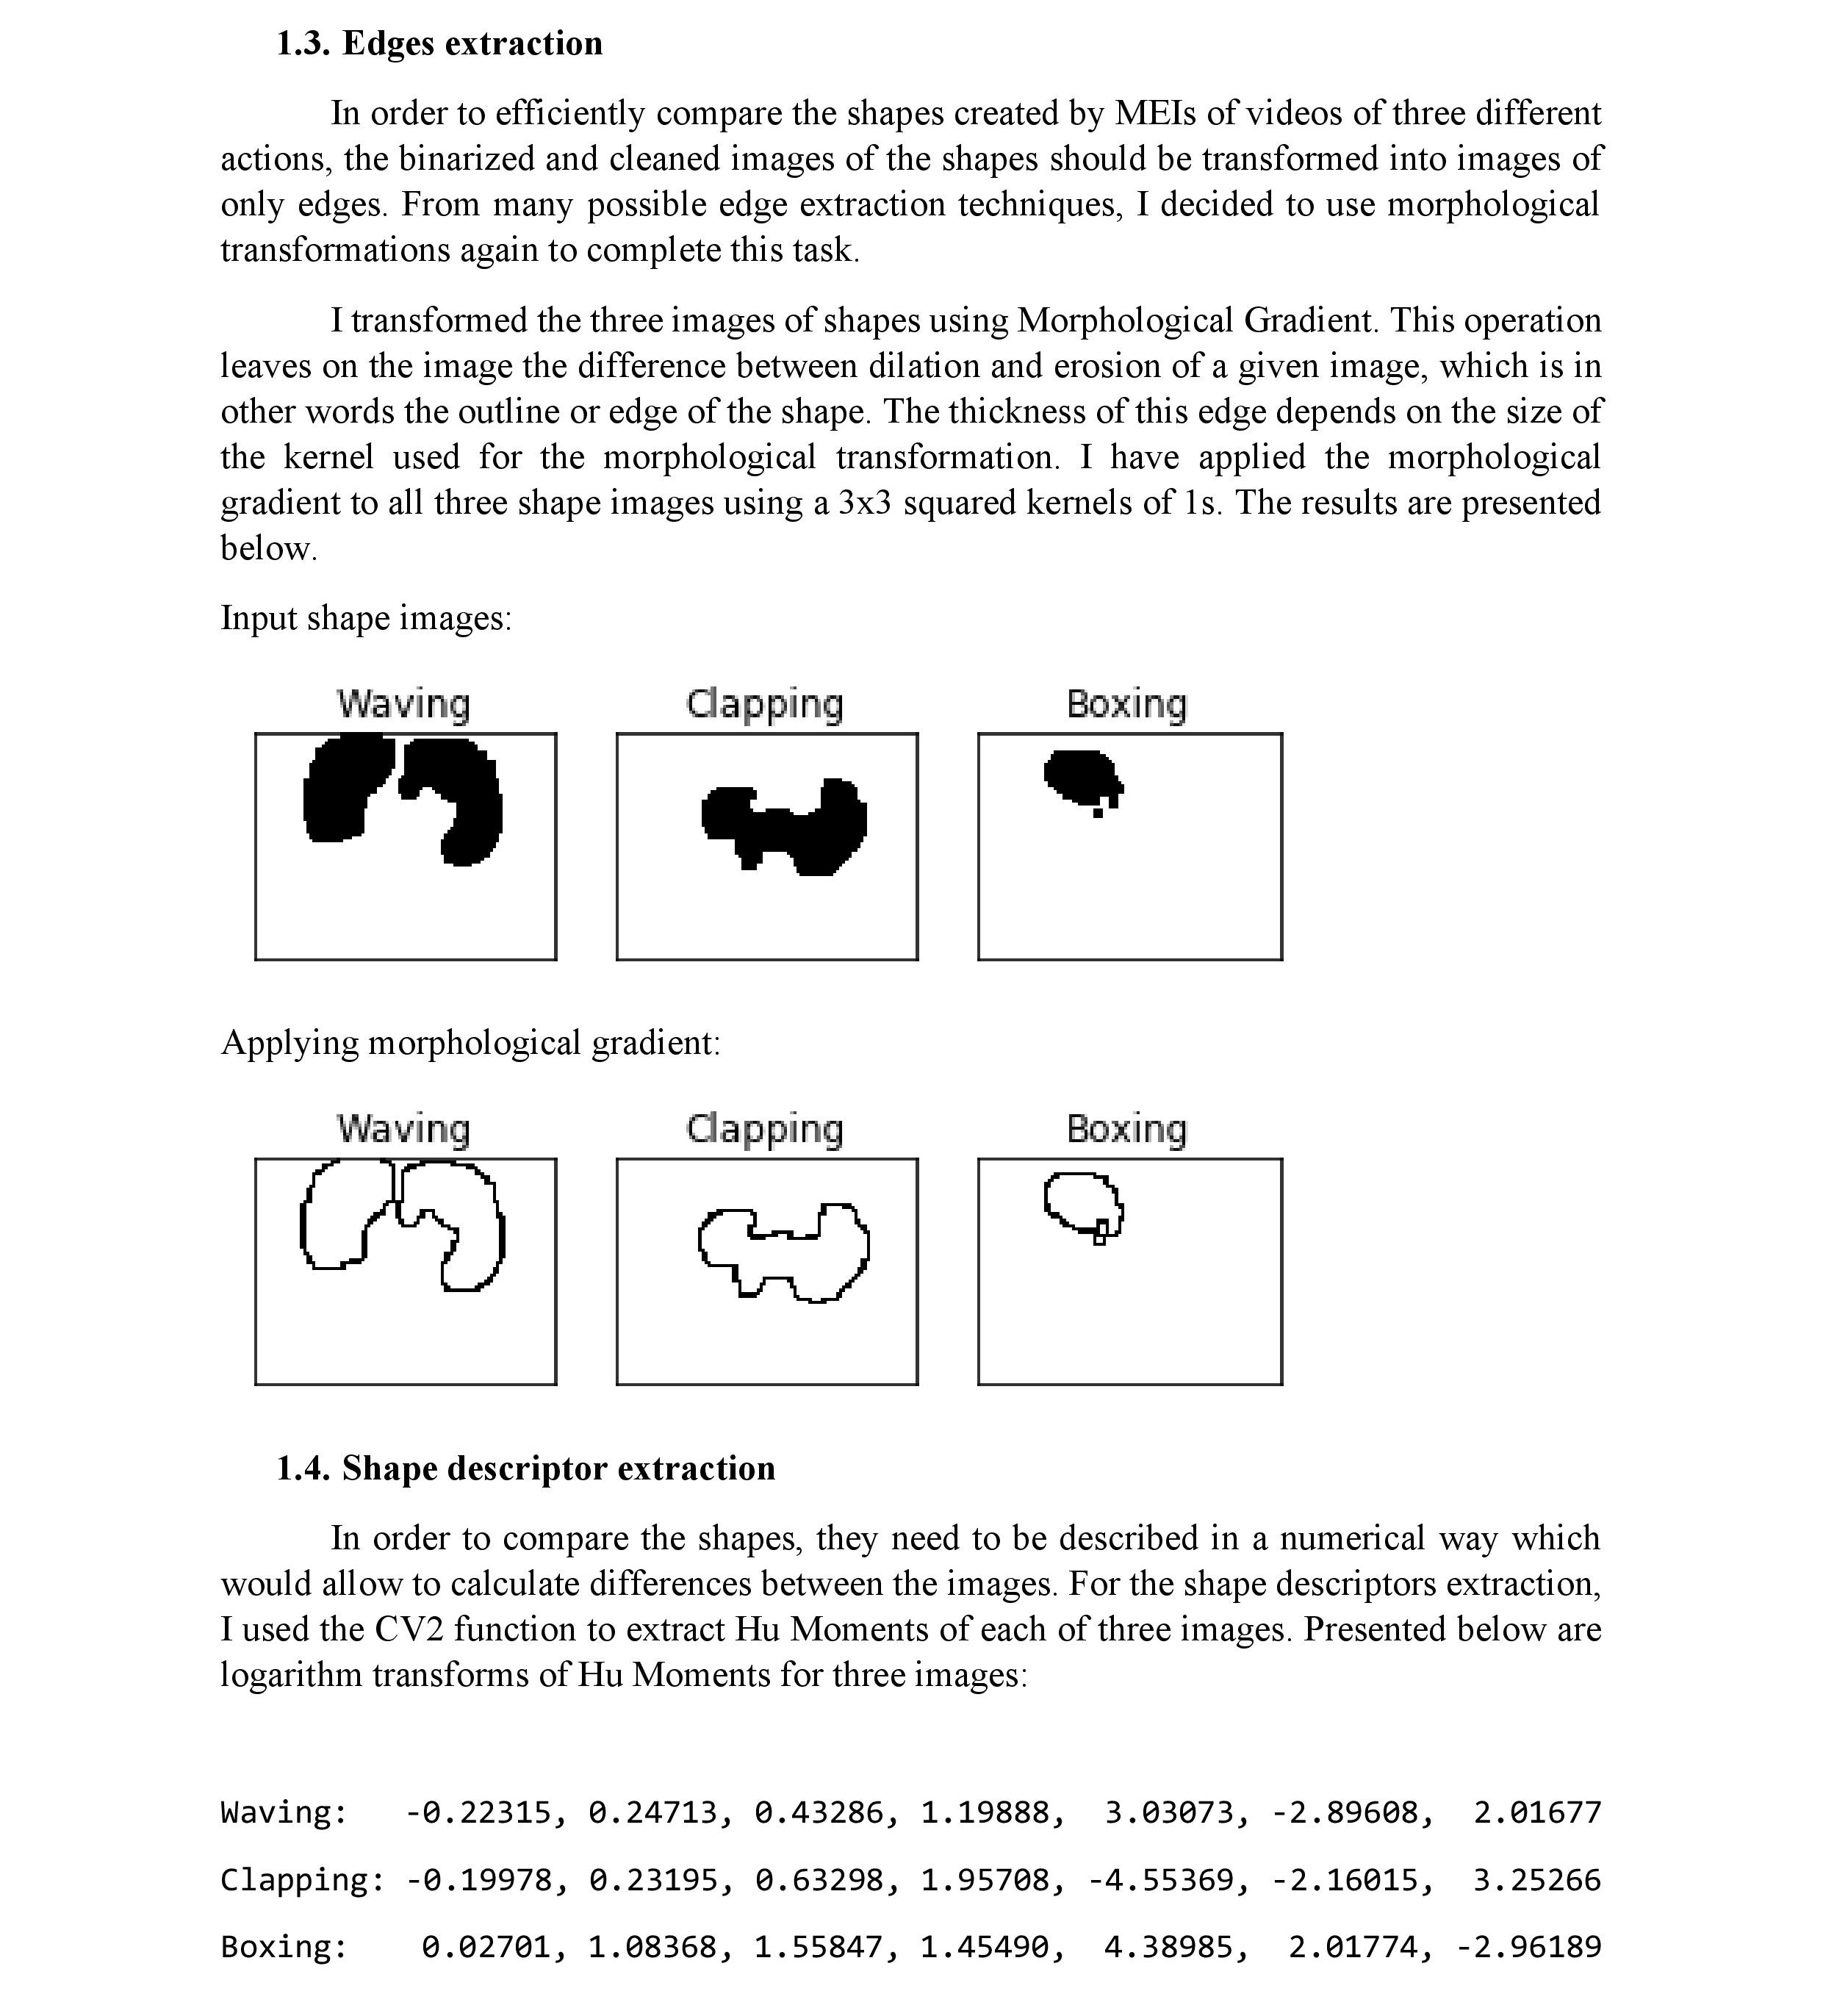 1.3. Edges extraction
In order to efficiently compare the shapes created by MEIs of videos of three different
actions, the binarized and cleaned images of the shapes should be transformed into images of
only edges. From many possible edge extraction techniques, I decided to use morphological
transformations again to complete this task.
I transformed the three images of shapes using Morphological Gradient. This operation
leaves on the image the difference between dilation and erosion of a given image, which is in
other words the outline or edge of the shape. The thickness of this edge depends on the size of
the kernel used for the morphological transformation. I have applied the morphological
gradient to all three shape images using a 3x3 squared kernels of 1s. The results are presented
below.
Input shape images:
Waving Clapping Boxing
Applying morphological gradient:
Waving Clapping Boxing
1.4. Shape descriptor extraction
In order to compare the shapes, they need to be described in a numerical way which
would allow to calculate differences between the images. For the shape descriptors extraction,
I used the CV2 function to extract Hu Moments of each of three images. Presented below are
logarithm transforms of Hu Moments for three images:
Waving: -0.22315, 0.24713, 0.43286, 1.19888, 3.03073, -2.89608, 2.01677
Clapping: -0.19978, 0.23195, 0.63298, 1.95708, -4.55369, -2.16015, 3.25266
Boxing: 0.02701, 1.08368, 1.55847, 1.45490, 4.38985, 2.01774, -2.96189